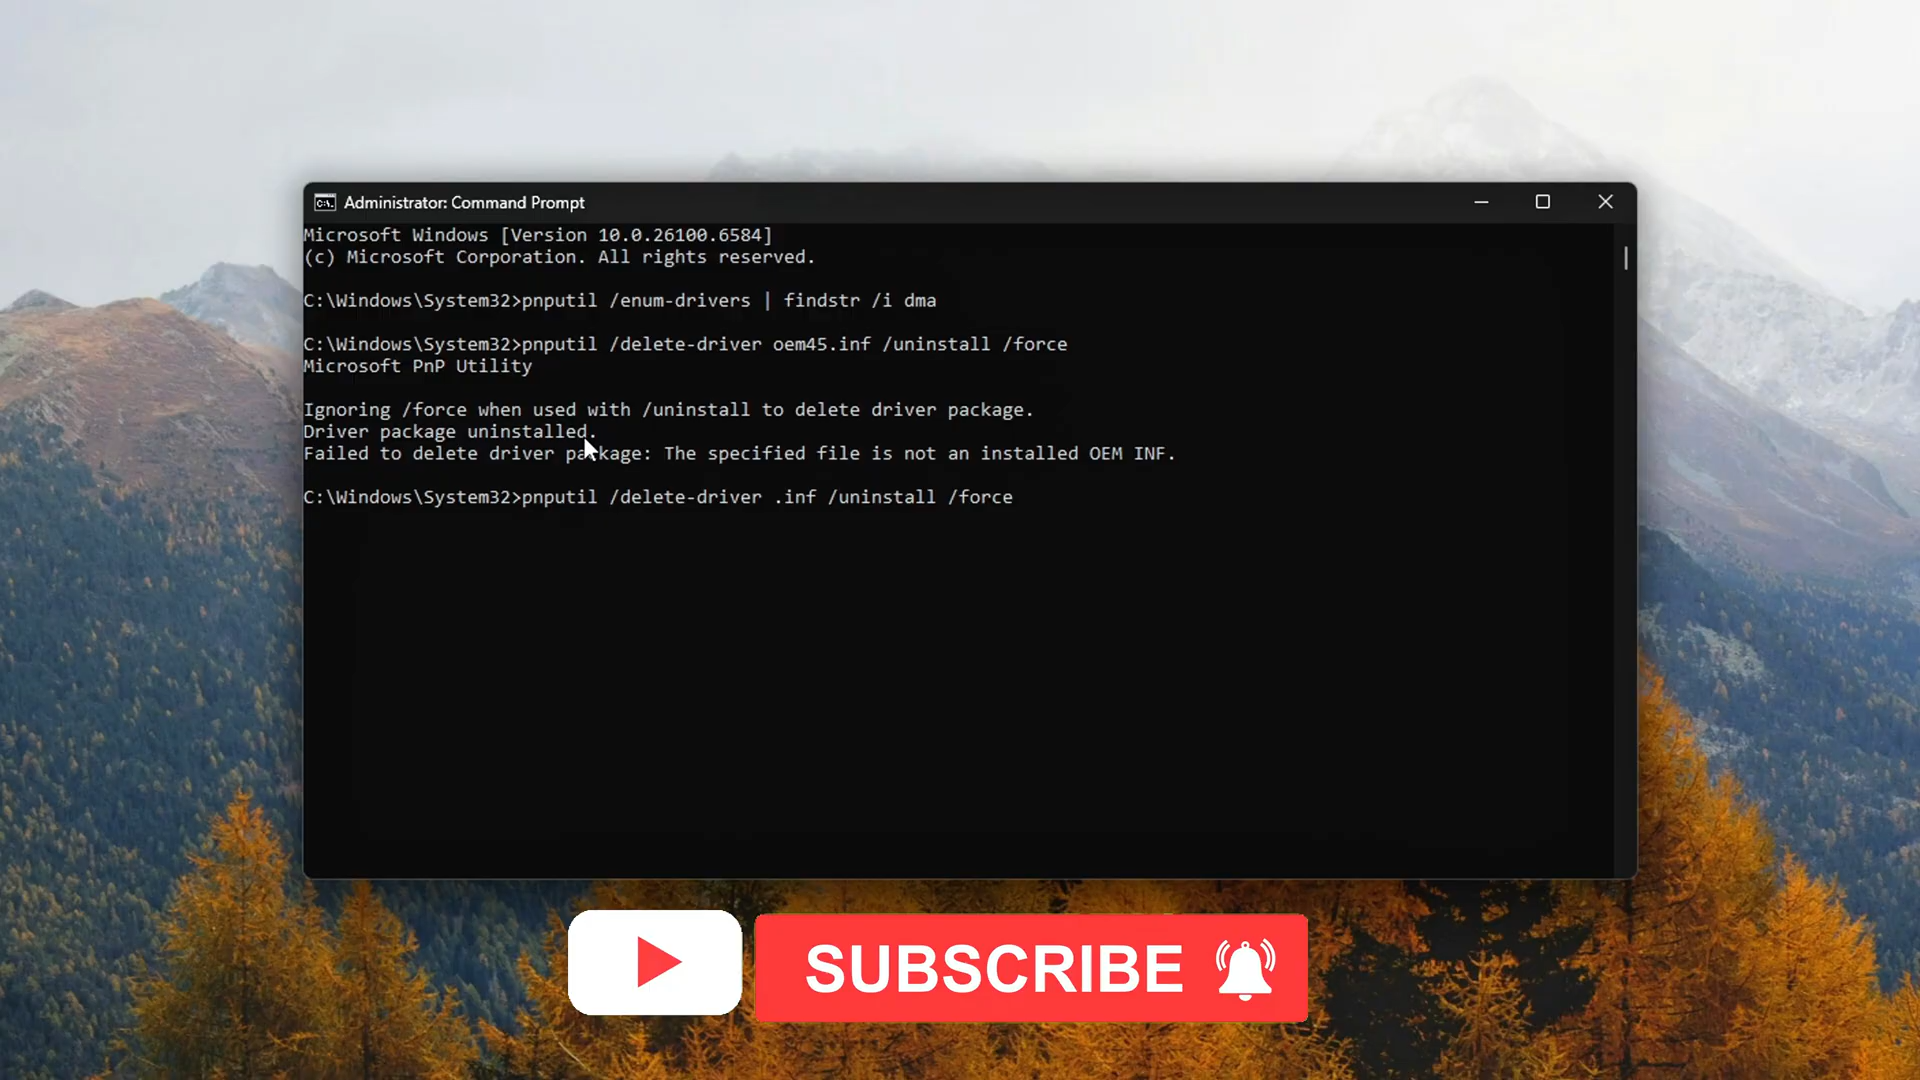 Administrator: Command Prompt
Microsoft Windows [Version 10.0.26100.6584]
(c) Microsoft Corporation. All rights reserved.
C:\Windows\System32>pnputil /enum-drivers | findstr /i dma
C:\Windows\System32>pnputil /delete-driver oem45.inf /uninstall /force
Microsoft PnP Utility
Ignoring /force when used with /uninstall to delete driver package.
Driver package uninstalled.
Failed to delete driver package: The specified file is not an installed OEM INF.
C:\Windows\System32>pnputil /delete-driver .inf /uninstall /force
SUBSCRIBE